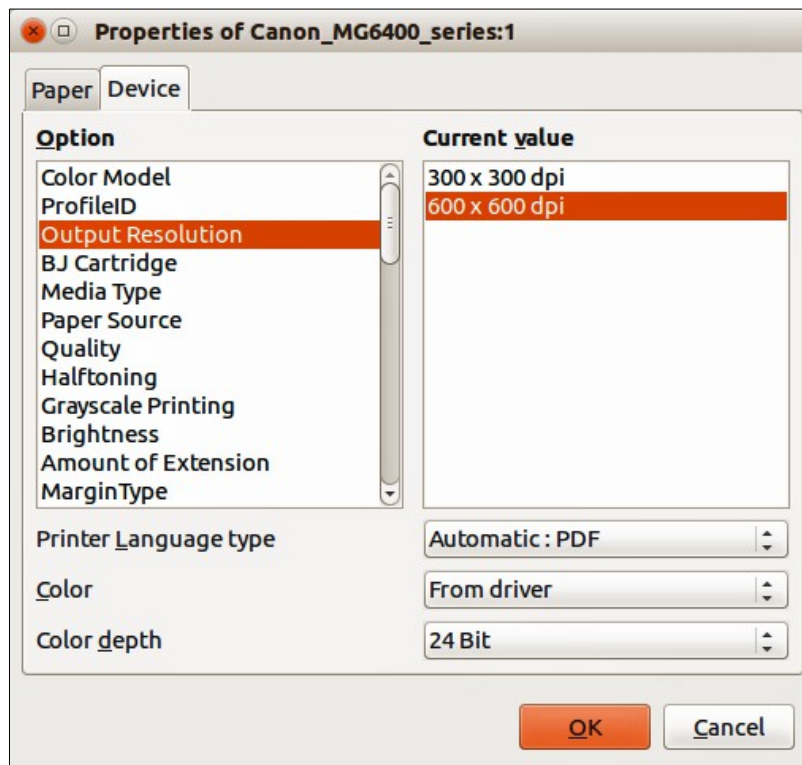 Properties of Canon_MG6400_series:1
Paper Device
Option
Color Model
ProfileID
Output Resolution
BJ Cartridge
Media Type
Paper Source
Quality
Halftoning
Grayscale Printing
Brightness
Amount of Extension
MarginType
Current value
300 x 300 dpi
600 x 600 dpi
Printer Language type Automatic : PDF
Color From driver
Color depth 24 Bit
OK Cancel